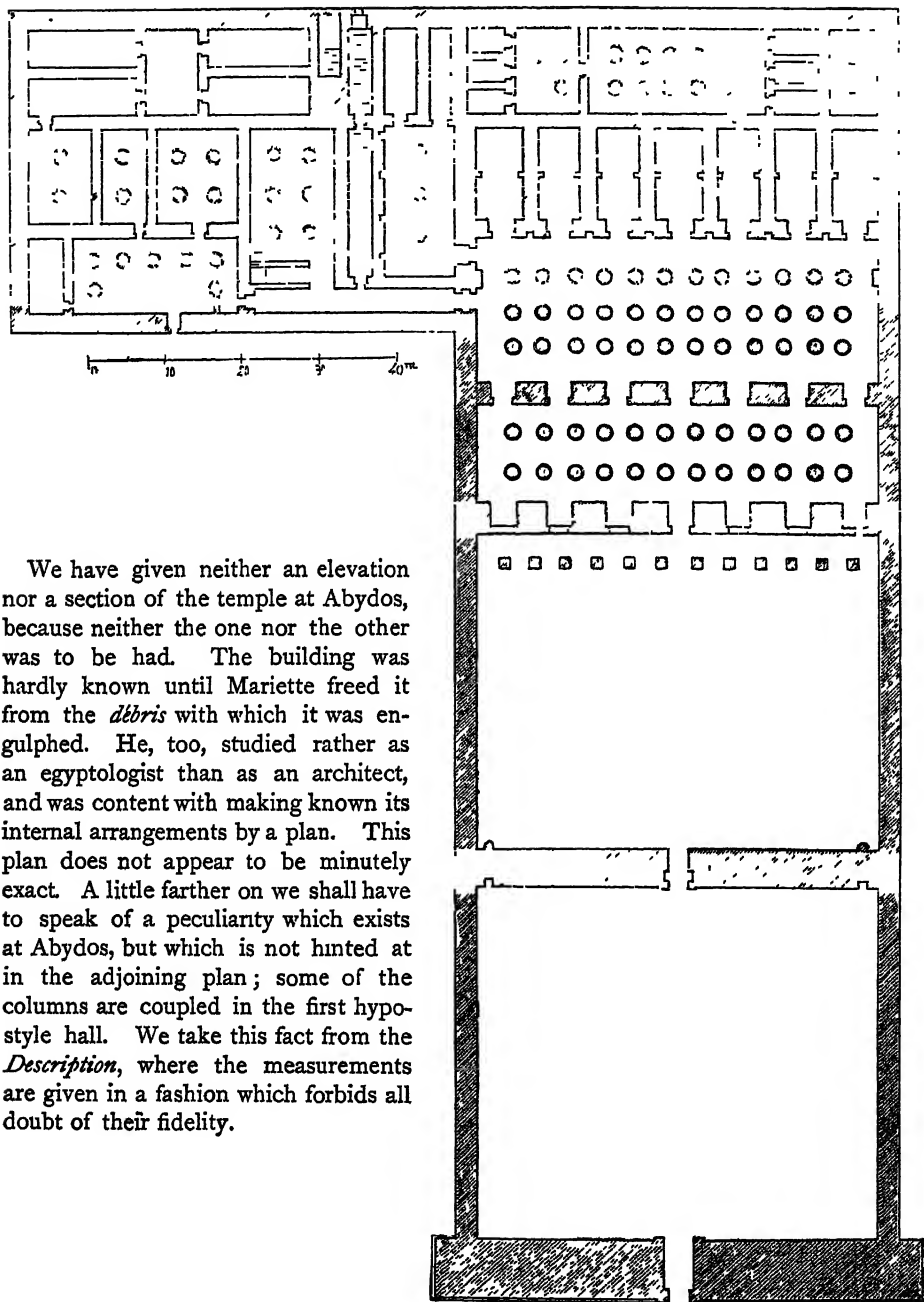 0 10 20 3 20m
We have given neither an elevation
nor a section of the temple at Abydos,
because neither the one nor the other
was to be had. The building was
hardly known until Mariette freed it
from the débris with which it was en-
gulphed. He, too, studied rather as
an egyptologist than as an architect,
and was content with making known its
internal arrangements by a plan. This
plan does not appear to be minutely
exact. A little farther on we shall have
to speak of a peculianty which exists
at Abydos, but which is not hinted at
in the adjoining plan; some of the
columns are coupled in the first hypo-
style hall. We take this fact from the
Description, where the measurements
are given in a fashion which forbids all
doubt of their fidelity.